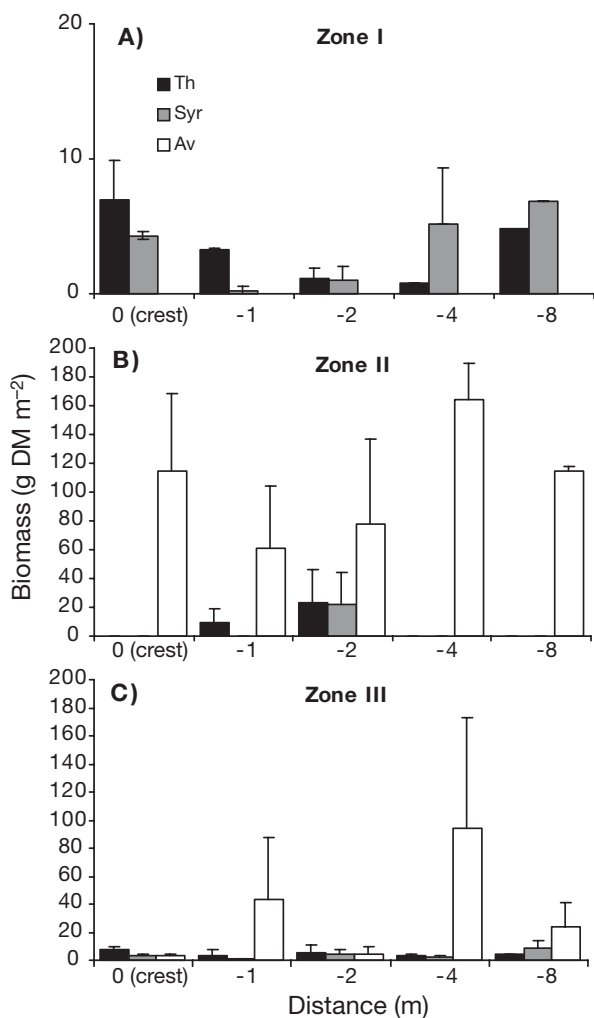 A) Zone I
Th
Syr
Av
20
10
0
0 (crest) -1 -2 -4 -8
B) Zone II
200
180
160
140
120
100
80
60
40
20
0
0 (crest) -1 -2 -4 -8
Biomass (g DM m⁻²)
C) Zone III
200
180
160
140
120
100
80
60
40
20
0
0 (crest) -1 -2 -4 -8
Distance (m)